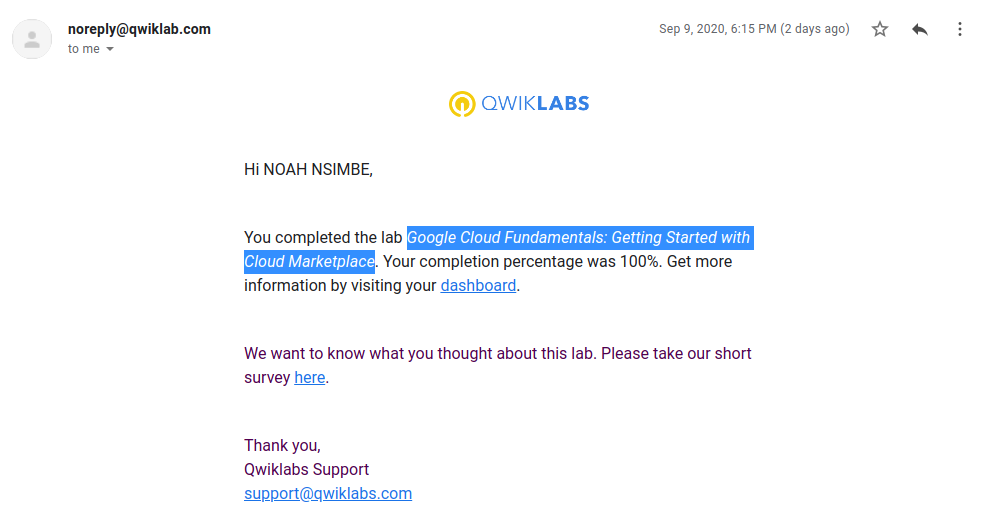 noreply@qwiklab.com
Sep 9, 2020, 6:15 PM (2 days ago)
to me
QWIKLABS
Hi NOAH NSIMBE,
You completed the lab Google Cloud Fundamentals: Getting Started with
Cloud Marketplace. Your completion percentage was 100%. Get more
information by visiting your dashboard.
We want to know what you thought about this lab. Please take our short
survey here.
Thank you,
Qwiklabs Support
support@qwiklabs.com